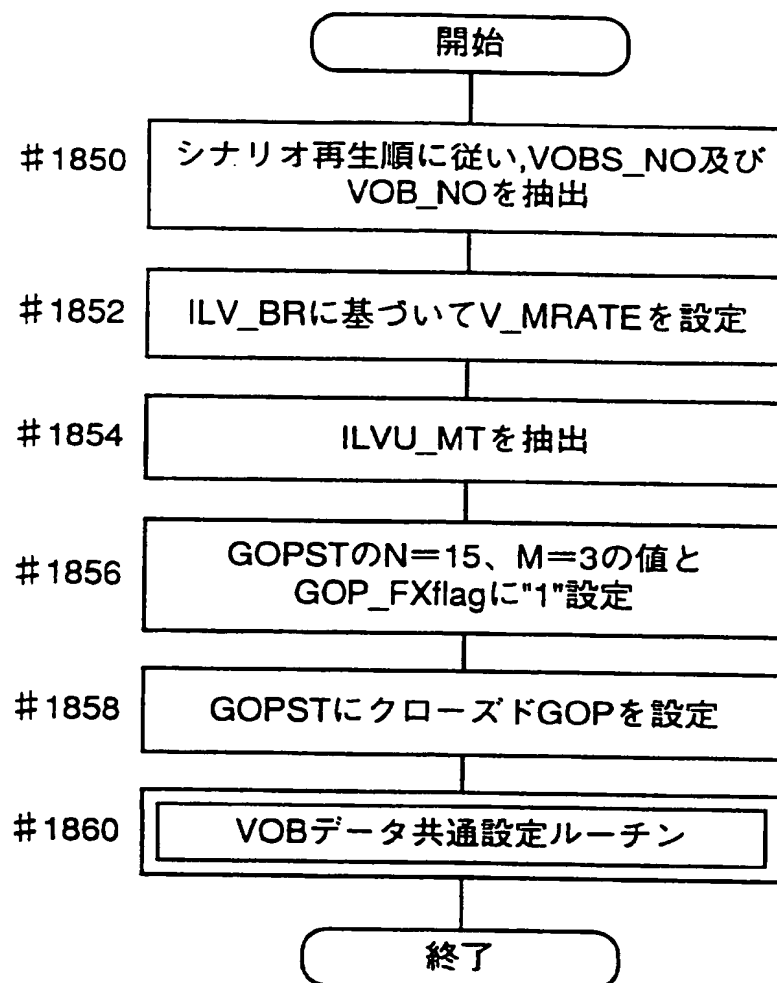 開始
#1850
シナリオ再生順に従い,VOBS_NO及び
VOB_NOを抽出
#1852
ILV_BRに基づいてV_MRATEを設定
#1854
ILVU_MTを抽出
#1856
GOPSTのN=15、M=3の値と
GOP_FXflagに"1"設定
#1858
GOPSTにクローズドGOPを設定
#1860
VOBデータ共通設定ルーチン
終了